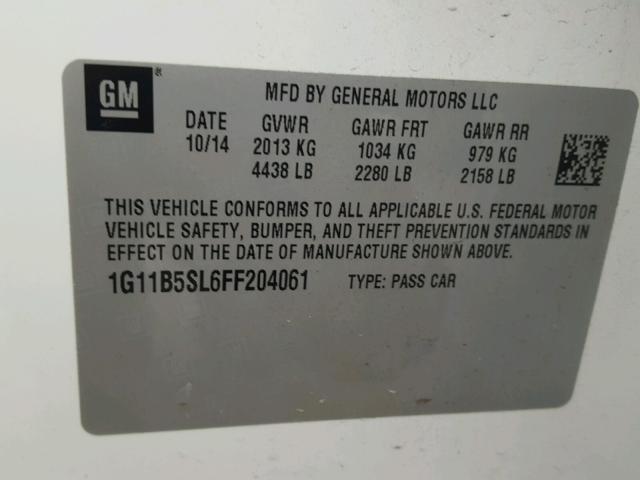 GM
MFD BY GENERAL MOTORS LLC
DATE GVWR GAWR FRT GAWR RR
10/14 2013 KG 1034 KG 979 KG
4438 LB 2280 LB 2158 LB
THIS VEHICLE CONFORMS TO ALL APPLICABLE U.S. FEDERAL MOTOR
VEHICLE SAFETY, BUMPER, AND THEFT PREVENTION STANDARDS IN
EFFECT ON THE DATE OF MANUFACTURE SHOWN ABOVE.
1G11B5SL6FF204061 TYPE: PASS CAR